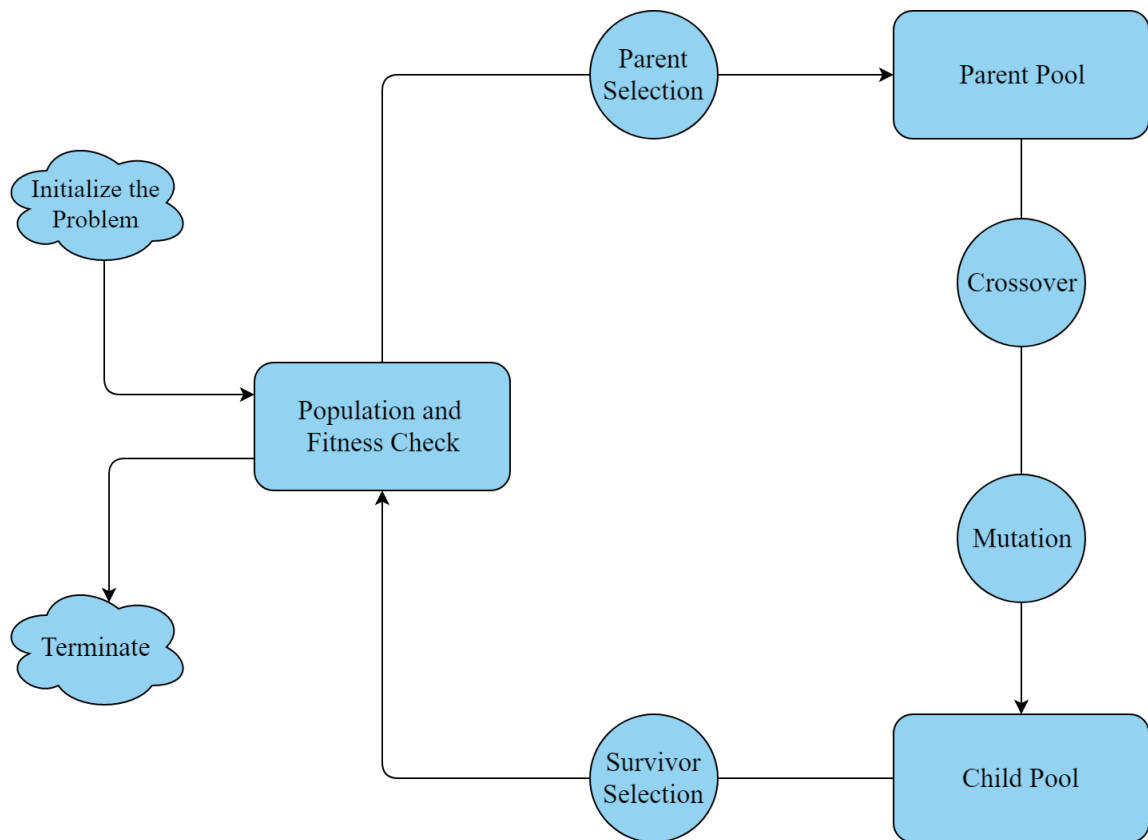 Parent
Selection
Parent Pool
Initialize the
Problem
Crossover
Population and
Fitness Check
Mutation
Terminate
Survivor
Selection
Child Pool